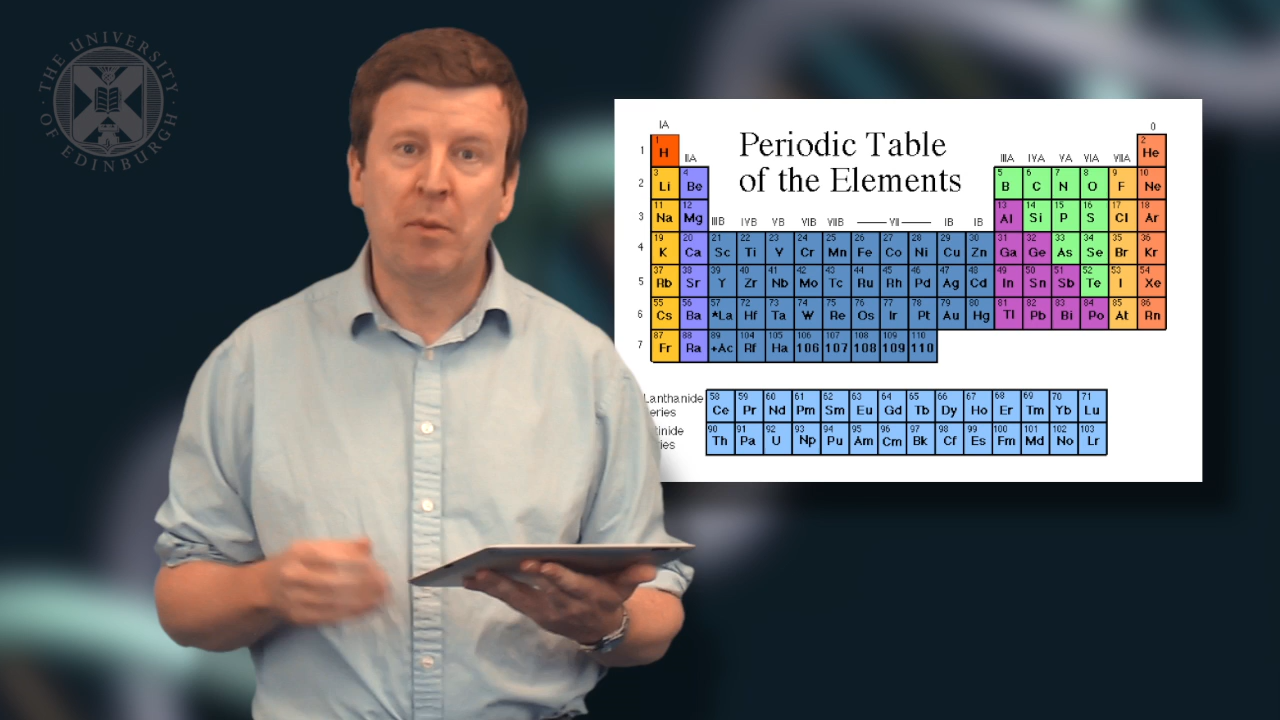 THE UNIVERSITY
OF EDINBURGH
Periodic Table
of the Elements
IA 0
1 1 H IIA IIIA IVA VA VIA VIIA 2 He
2 3 Li 4 Be 5 B 6 C 7 N 8 O 9 F 10 Ne
3 11 Na 12 Mg IIIB IVB VB VIB VIIB VII IB IB 13 Al 14 Si 15 P 16 S 17 Cl 18 Ar
4 19 K 20 Ca 21 Sc 22 Ti 23 V 24 Cr 25 Mn 26 Fe 27 Co 28 Ni 29 Cu 30 Zn 31 Ga 32 Ge 33 As 34 Se 35 Br 36 Kr
5 37 Rb 38 Sr 39 Y 40 Zr 41 Nb 42 Mo 43 Tc 44 Ru 45 Rh 46 Pd 47 Ag 48 Cd 49 In 50 Sn 51 Sb 52 Te 53 I 54 Xe
6 55 Cs 56 Ba 57 *La 72 Hf 73 Ta 74 W 75 Re 76 Os 77 Ir 78 Pt 79 Au 80 Hg 81 Tl 82 Pb 83 Bi 84 Po 85 At 86 Rn
7 87 Fr 88 Ra 89 +Ac 104 Rf 105 Ha 106 106 107 107 108 108 109 109 110 110
Lanthanide 58 Ce 59 Pr 60 Nd 61 Pm 62 Sm 63 Eu 64 Gd 65 Tb 66 Dy 67 Ho 68 Er 69 Tm 70 Yb 71 Lu
eries
tinide 90 Th 91 Pa 92 U 93 Np 94 Pu 95 Am 96 Cm 97 Bk 98 Cf 99 Es 100 Fm 101 Md 102 No 103 Lr
ies